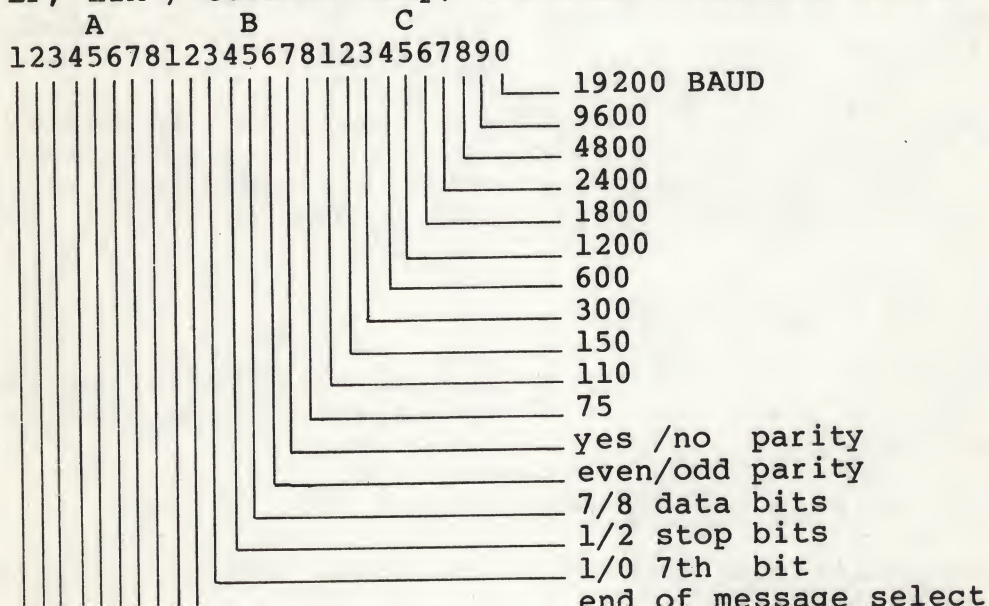 A B C
12345678123456781234567890
19200 BAUD
9600
4800
2400
1800
1200
600
300
150
110
75
yes /no parity
even/odd parity
7/8 data bits
1/2 stop bits
1/0 7th bit
end of message select